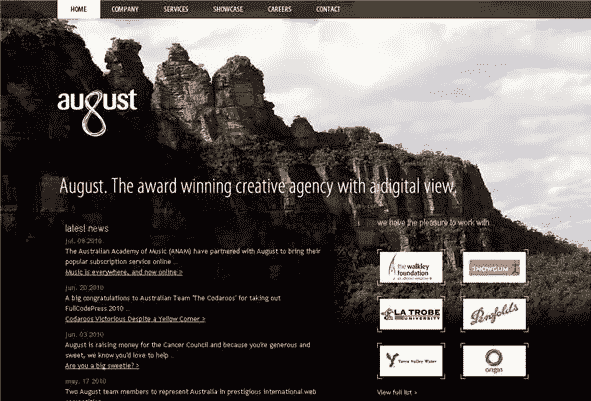 HOME COMPANY SERVICES SHOWCASE CAREERS CONTACT
august
August. The award winning creative agency with a digital view.
latest news
jul. 09 2010
The Australian Academy of Music (ANAM) have partnered with August to bring their
popular subscription service online ...
Music is everywhere, and now online >
jun. 20 2010
A big congratulations to Australian Team 'The Codaroos' for taking out
FullCodePress 2010 ...
Codaroos Victorious Despite a Yellow Corner >
jun. 03 2010
August is raising money for the Cancer Council and because you're generous and
sweet, we know you'd love to help ...
Are you a big sweetie? >
may. 17 2010
Two August team members to represent Australia in prestigious international web
we have the pleasure to work with
the walkley
foundation
SNOWGUM
LA TROBE
UNIVERSITY
Penfolds
Yarra Valley Water
origin
View full list >